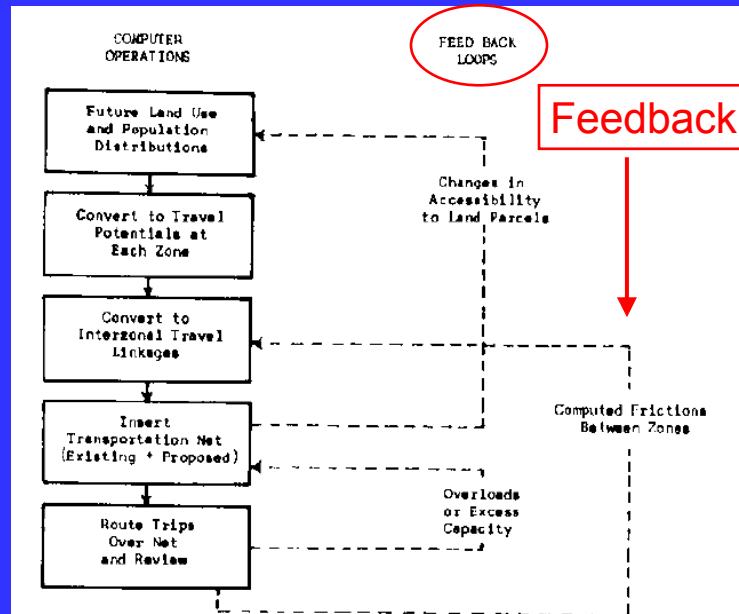 COMPUTER
OPERATIONS
FEED BACK
LOOPS
Feedback
Future Land Use
and Population
Distributions
Changes in
Accessibility
to Land Parcels
Convert to Travel
Potentials at
Each Zone
Convert to
Interzonal Travel
Linkages
Insert
Transportation Net
(Existing + Proposed)
Computed Frictions
Between Zones
Overloads
or Excess
Capacity
Route Trips
Over Net
and Review